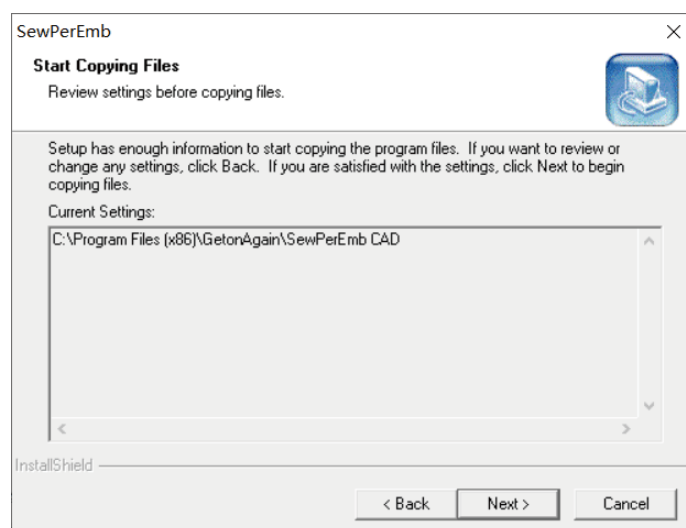 SewPerEmb
Start Copying Files
Review settings before copying files.
Setup has enough information to start copying the program files. If you want to review or
change any settings, click Back. If you are satisfied with the settings, click Next to begin
copying files.
Current Settings:
C:\Program Files (x86)\GetonAgain\SewPerEmb CAD
InstallShield
< Back Next > Cancel